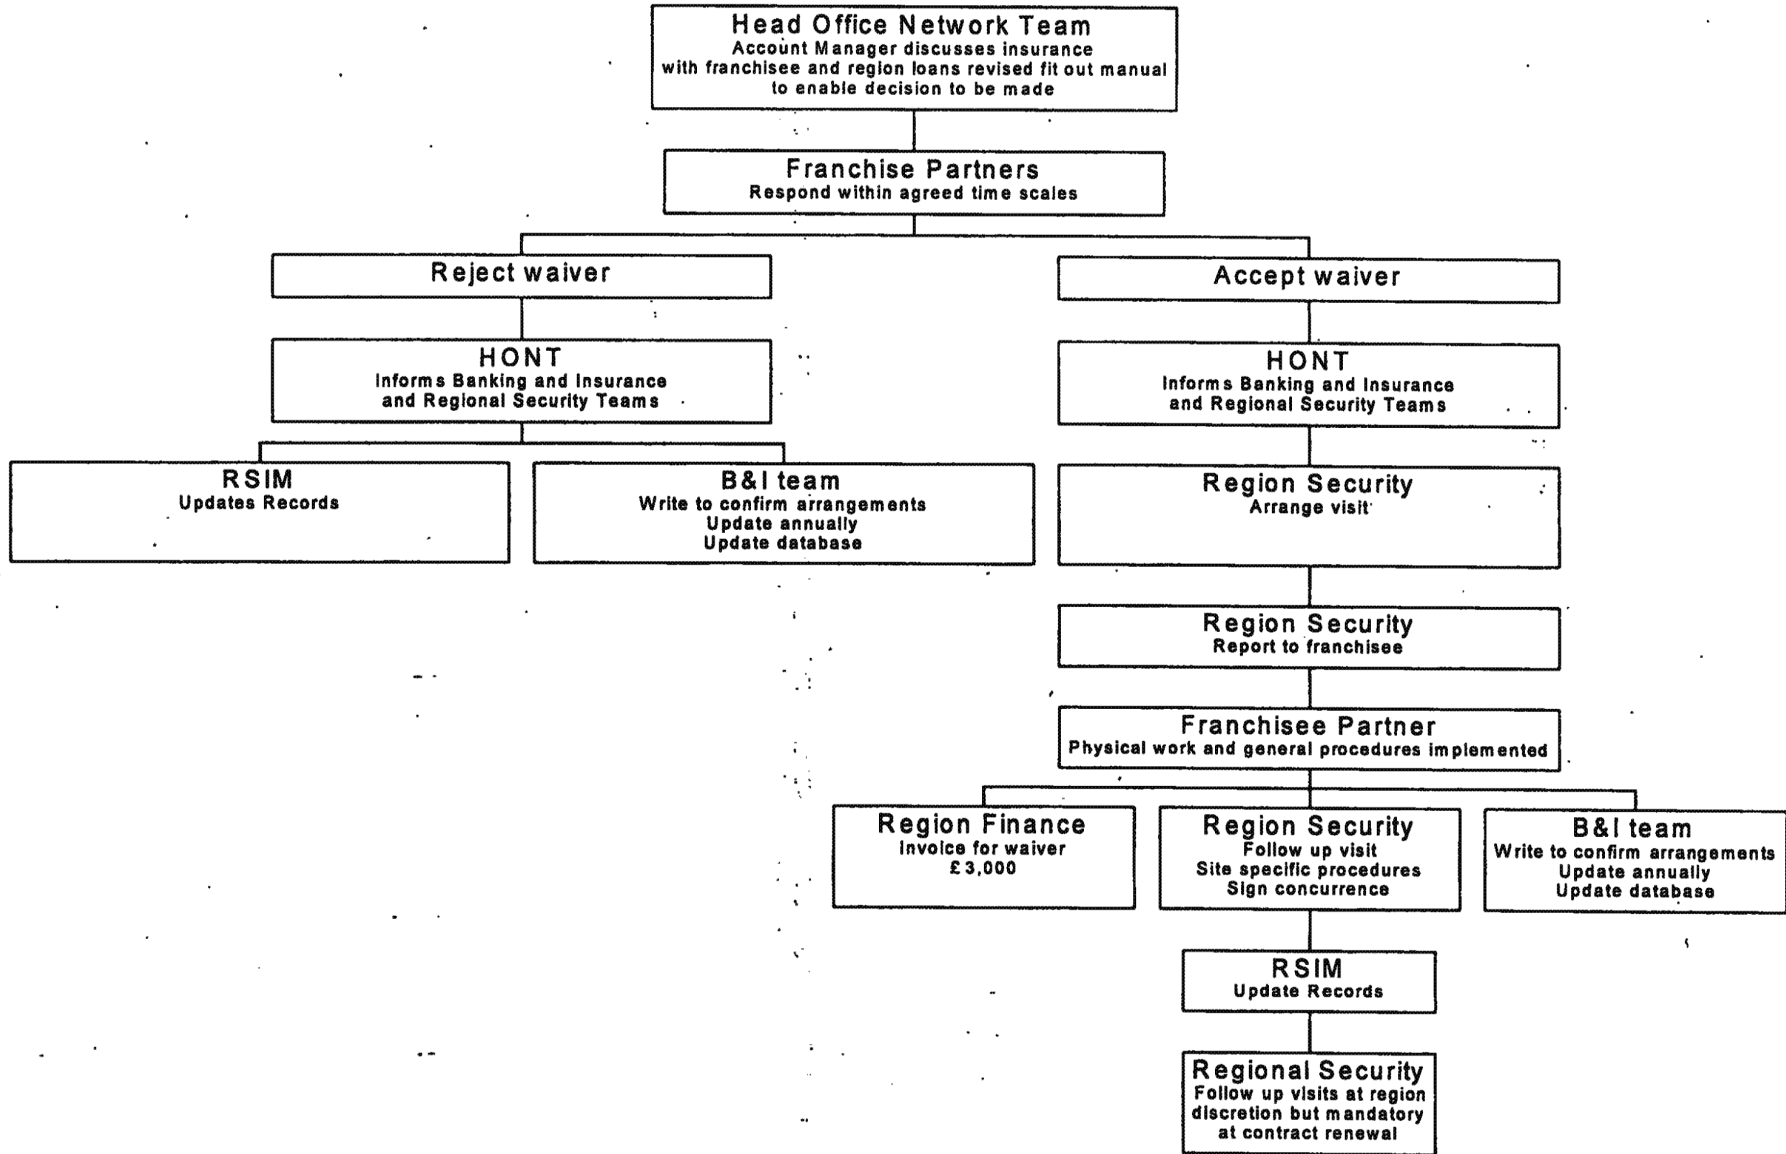 Head Office Network Team
Account Manager discusses insurance
with franchisee and region loans revised fit out manual
to enable decision to be made
Franchise Partners
Respond within agreed time scales
Reject waiver
Accept waiver
HONT
Informs Banking and Insurance
and Regional Security Teams
HONT
Informs Banking and Insurance
and Regional Security Teams
RSIM
Updates Records
B&I team
Write to confirm arrangements
Update annually
Update database
Region Security
Arrange visit
Region Security
Report to franchisee
Franchisee Partner
Physical work and general procedures implemented
Region Finance
Invoice for waiver
£3,000
Region Security
Follow up visit
Site specific procedures
Sign concurrence
B&I team
Write to confirm arrangements
Update annually
Update database
RSIM
Update Records
Regional Security
Follow up visits at region
discretion but mandatory
at contract renewal